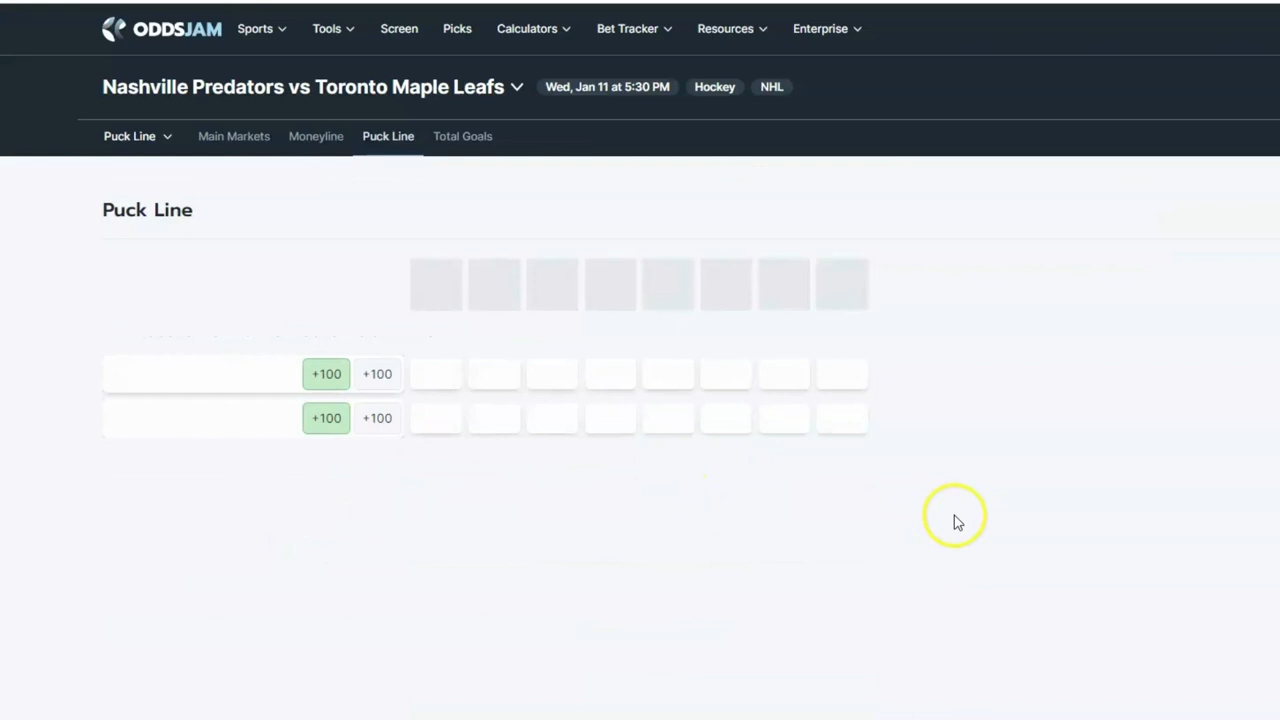 ODDSJAM Sports Tools Screen Picks Calculators Bet Tracker Resources Enterprise
Nashville Predators vs Toronto Maple Leafs Wed, Jan 11 at 5:30 PM Hockey NHL
Puck Line Main Markets Moneyline Puck Line Total Goals
Puck Line
+100 +100
+100 +100